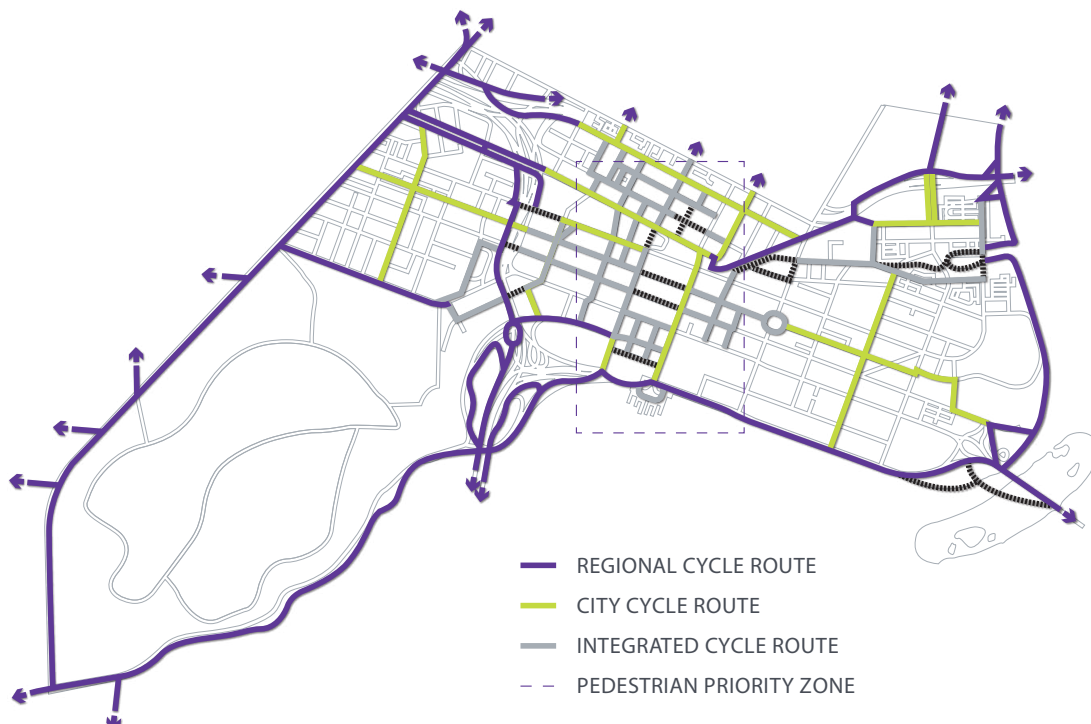 REGIONAL CYCLE ROUTE
CITY CYCLE ROUTE
INTEGRATED CYCLE ROUTE
PEDESTRIAN PRIORITY ZONE